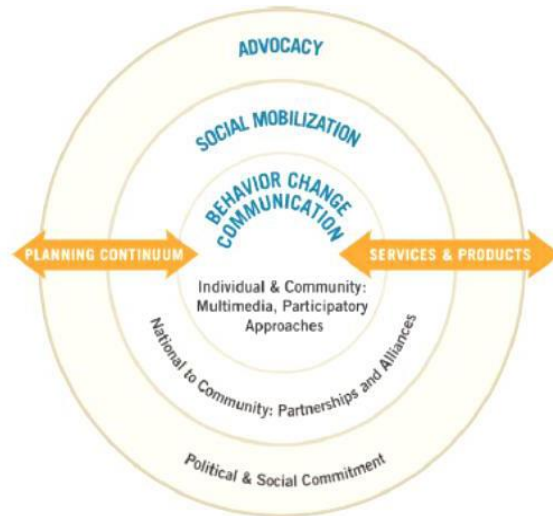 ADVOCACY
SOCIAL MOBILIZATION
BEHAVIOR CHANGE
COMMUNICATION
PLANNING CONTINUUM
SERVICES & PRODUCTS
Individual & Community:
Multimedia, Participatory
Approaches
National to Community: Partnerships and Alliances
Political & Social Commitment